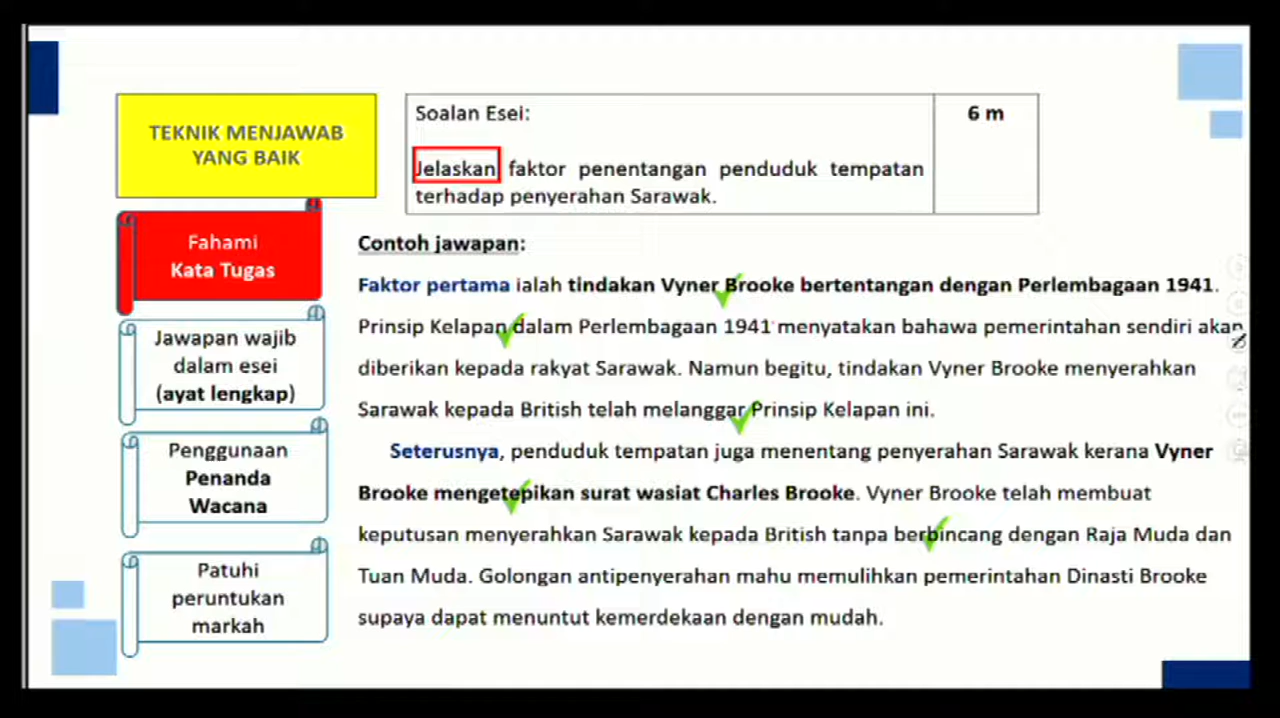 TEKNIK MENJAWAB
YANG BAIK
Soalan Esei:
6 m
Jelaskan faktor penentangan penduduk tempatan
terhadap penyerahan Sarawak.
Fahami
Kata Tugas
Jawapan wajib
dalam esei
(ayat lengkap)
Penggunaan
Penanda
Wacana
Patuhi
peruntukan
markah
Contoh jawapan:
Faktor pertama ialah tindakan Vyner Brooke bertentangan dengan Perlembagaan 1941.
Prinsip Kelapan dalam Perlembagaan 1941 menyatakan bahawa pemerintahan sendiri akan
diberikan kepada rakyat Sarawak. Namun begitu, tindakan Vyner Brooke menyerahkan
Sarawak kepada British telah melanggar Prinsip Kelapan ini.
Seterusnya, penduduk tempatan juga menentang penyerahan Sarawak kerana Vyner
Brooke mengetepikan surat wasiat Charles Brooke. Vyner Brooke telah membuat
keputusan menyerahkan Sarawak kepada British tanpa berbincang dengan Raja Muda dan
Tuan Muda. Golongan antipenyerahan mahu memulihkan pemerintahan Dinasti Brooke
supaya dapat menuntut kemerdekaan dengan mudah.